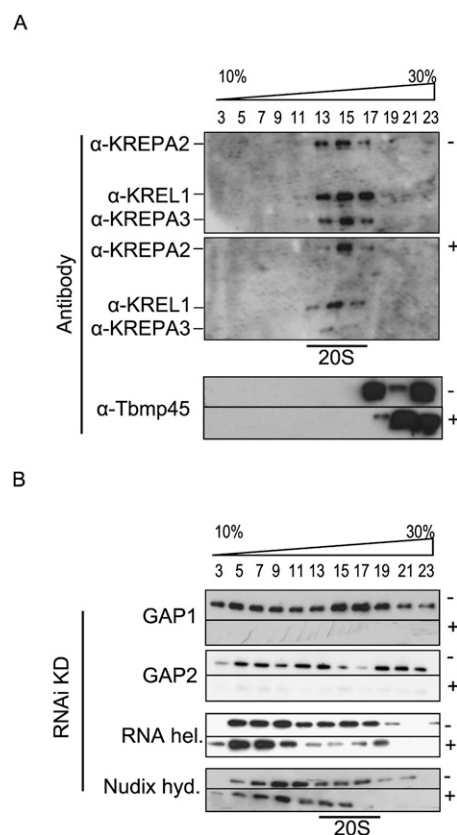 A
10% 30%
3 5 7 9 11 13 15 17 19 21 23
α-KREPA2 -
α-KREL1
α-KREPA3
α-KREPA2 +
α-KREL1
α-KREPA3
20S
Antibody
α-Tbmp45 -
+
B
10% 30%
3 5 7 9 11 13 15 17 19 21 23
GAP1 -
+
GAP2 -
+
RNAi KD
RNA hel. -
+
Nudix hyd. -
+
20S